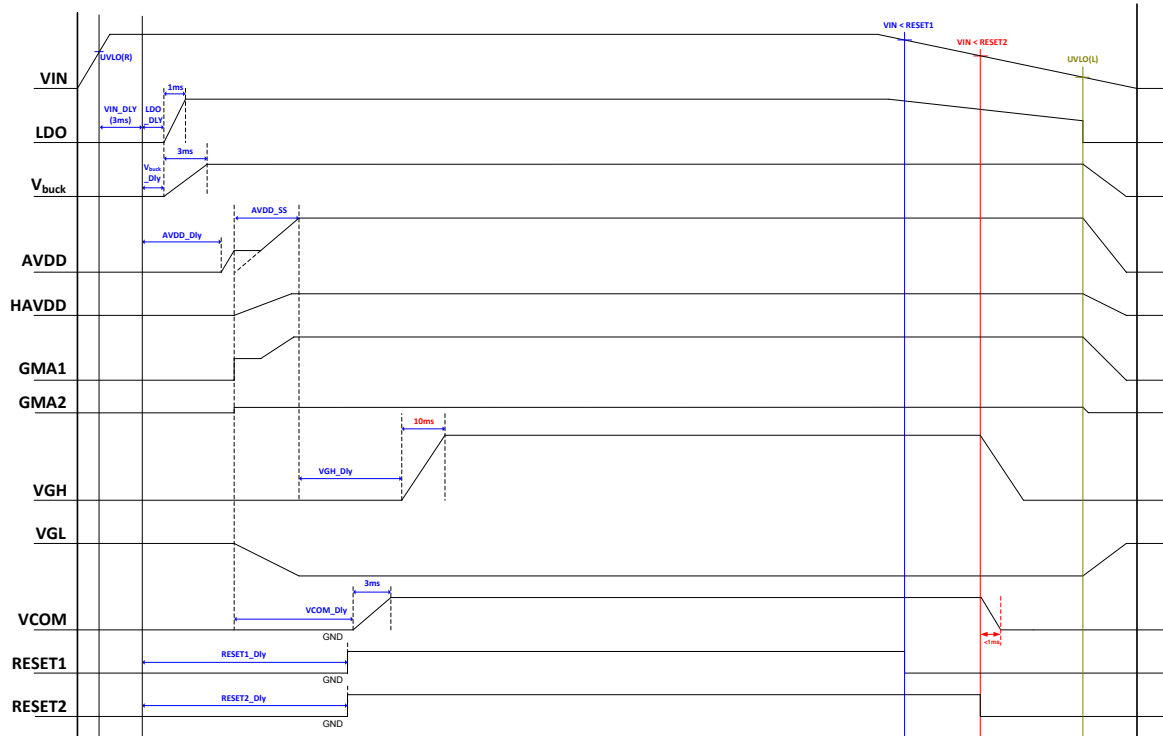 VIN < RESET1
VIN < RESET2
UVLO(R)
UVLO(L)
VIN
1ms
VIN_DLY
(3ms)
LDO
_DLY
LDO
3ms
Vbuck
_Dly
Vbuck
AVDD_SS
AVDD_Dly
AVDD
HAVDD
GMA1
GMA2
10ms
VGH_Dly
VGH
VGL
3ms
VCOM_Dly
VCOM
GND
<1ms
RESET1_Dly
RESET1
GND
RESET2_Dly
RESET2
GND